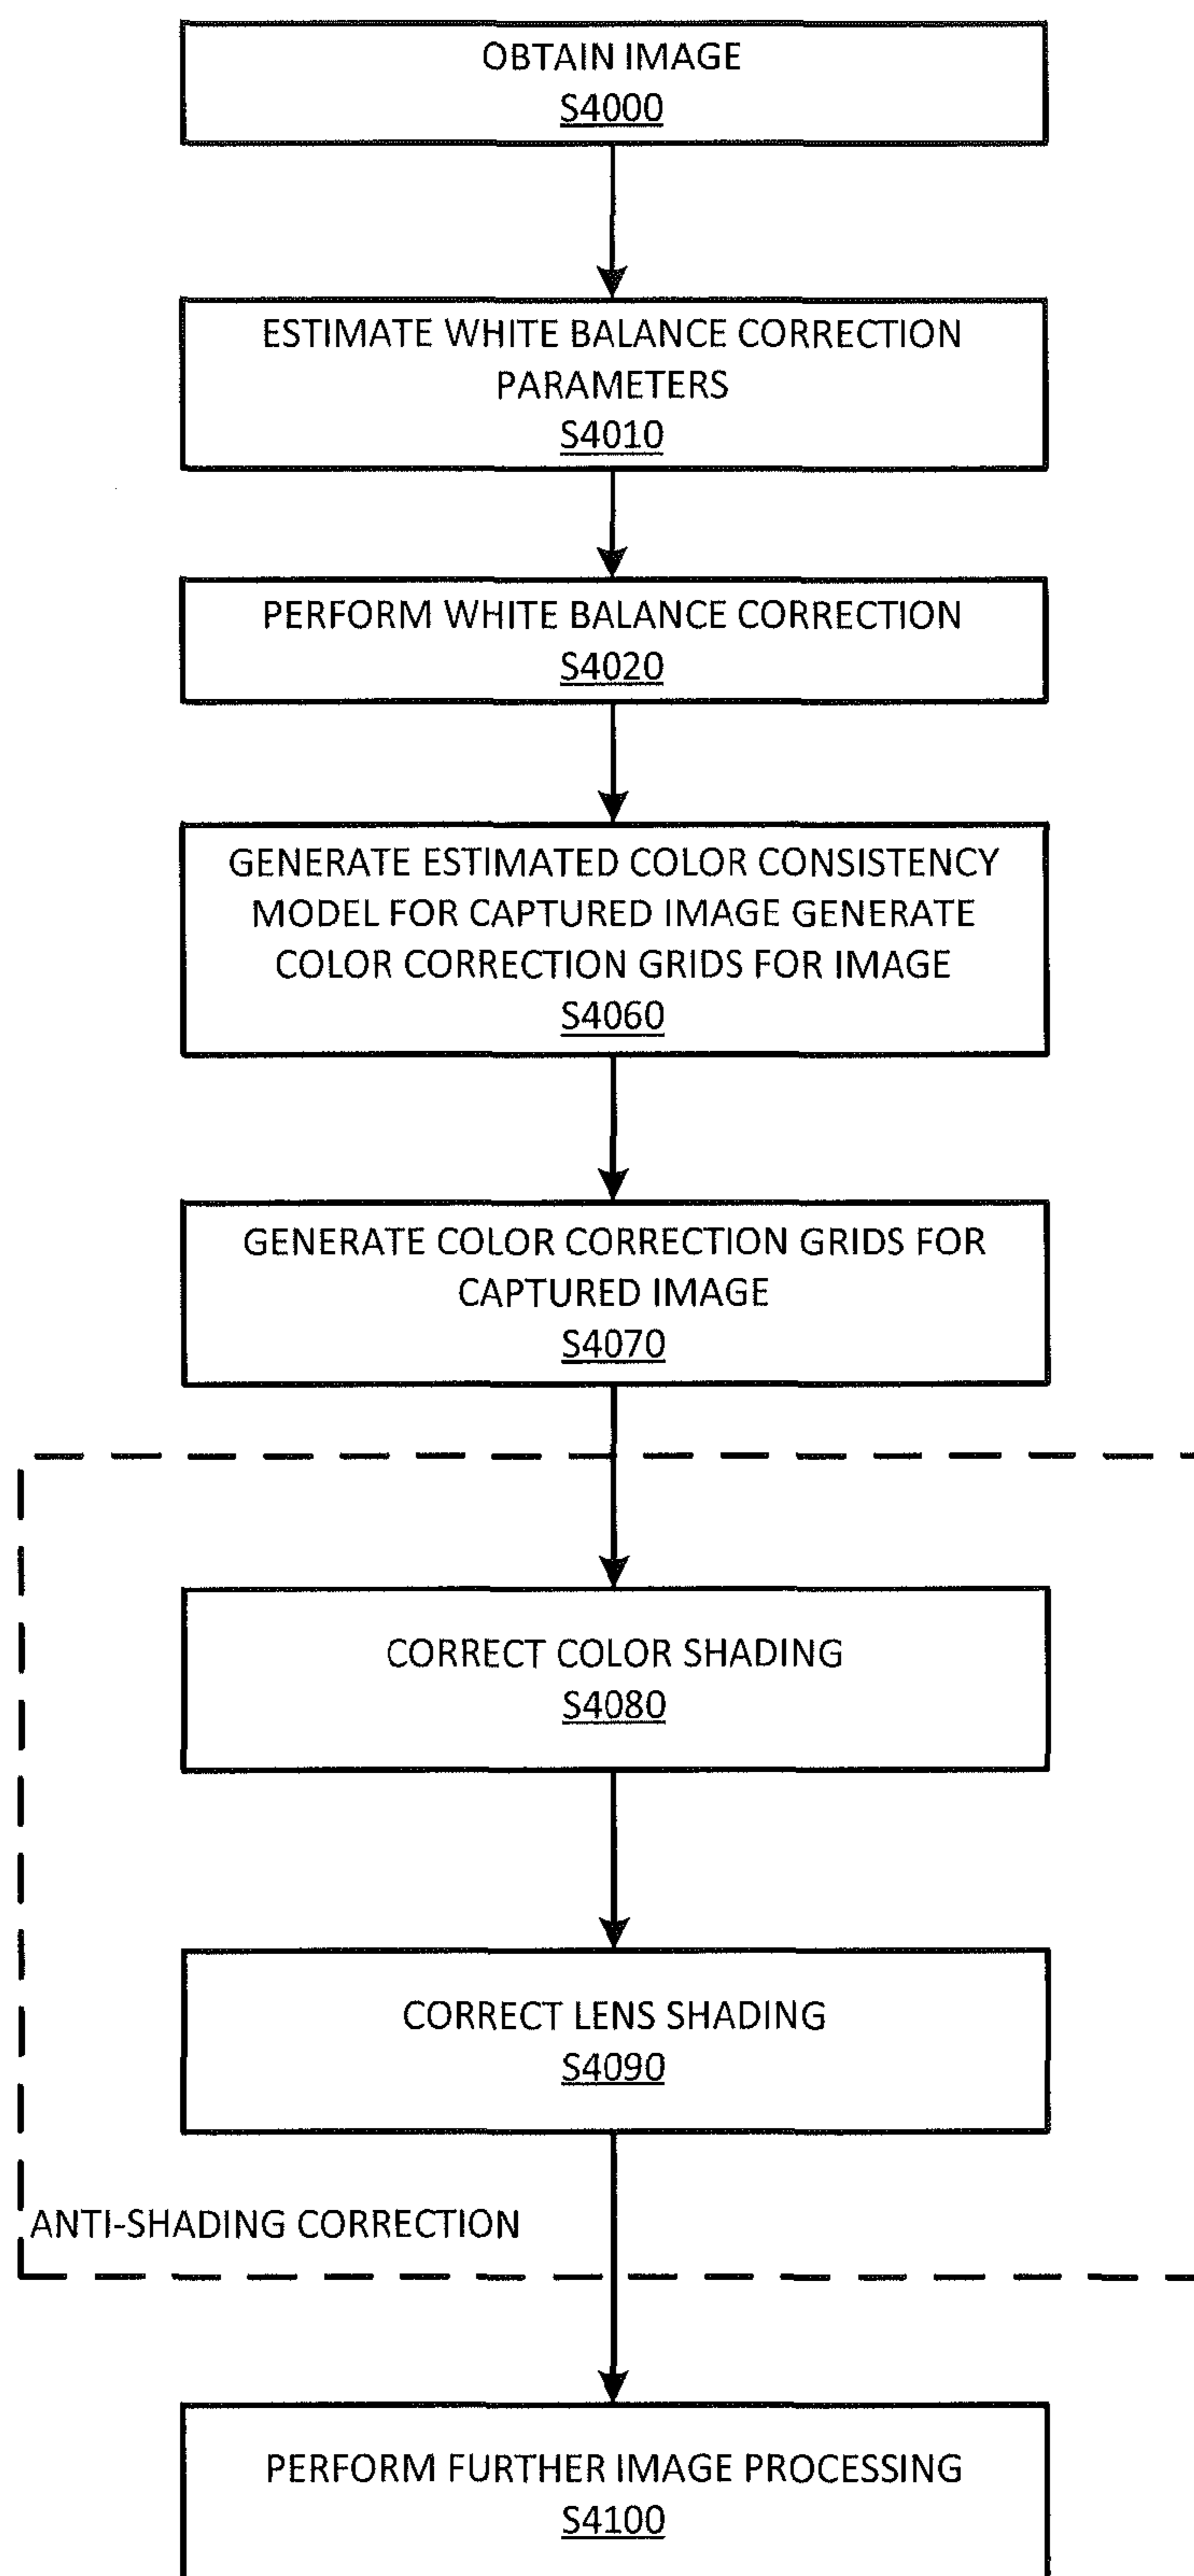 OBTAIN IMAGE
S4000
ESTIMATE WHITE BALANCE CORRECTION
PARAMETERS
S4010
PERFORM WHITE BALANCE CORRECTION
S4020
GENERATE ESTIMATED COLOR CONSISTENCY
MODEL FOR CAPTURED IMAGE GENERATE
COLOR CORRECTION GRIDS FOR IMAGE
S4060
GENERATE COLOR CORRECTION GRIDS FOR
CAPTURED IMAGE
S4070
CORRECT COLOR SHADING
S4080
CORRECT LENS SHADING
S4090
ANTI-SHADING CORRECTION
PERFORM FURTHER IMAGE PROCESSING
S4100